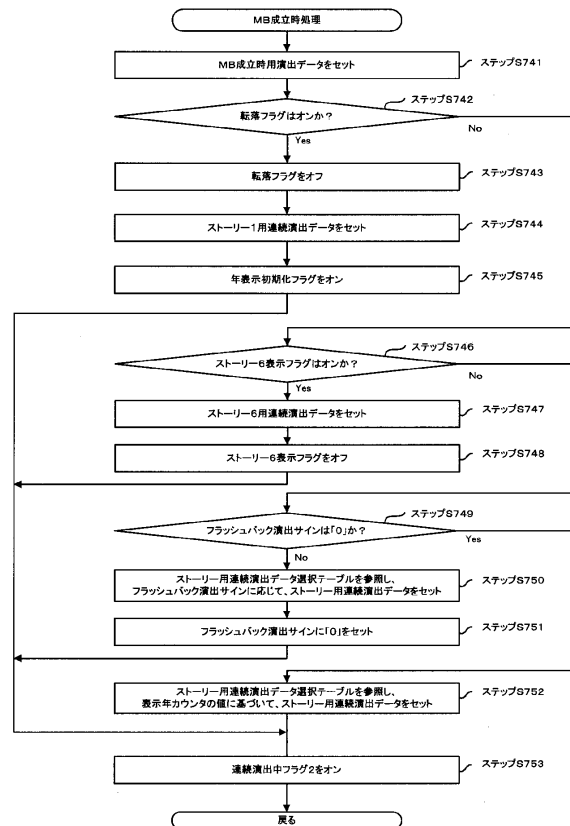 MB成立時処理
MB成立時用演出データをセット
ステップS741
ステップS742
転落フラグはオンか？
No
Yes
転落フラグをオフ
ステップS743
ストーリー1用連続演出データをセット
ステップS744
年表示初期化フラグをオン
ステップS745
ステップS746
ストーリー6表示フラグはオンか？
No
Yes
ストーリー6用連続演出データをセット
ステップS747
ストーリー6表示フラグをオフ
ステップS748
ステップS749
フラッシュバック演出サインは「0」か？
Yes
No
ストーリー用連続演出データ選択テーブルを参照し、
フラッシュバック演出サインに応じて、ストーリー用連続演出データをセット
ステップS750
フラッシュバック演出サインに「0」をセット
ステップS751
ストーリー用連続演出データ選択テーブルを参照し、
表示年カウンタの値に基づいて、ストーリー用連続演出データをセット
ステップS752
連続演出中フラグ2をオン
ステップS753
戻る